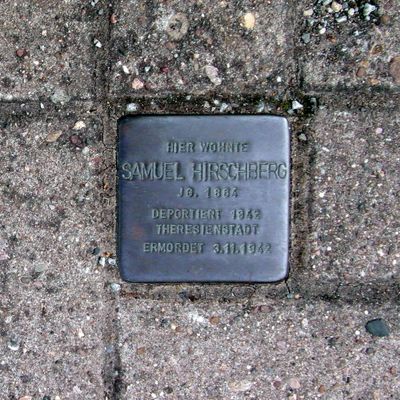 HIER WOHNTE
SAMUEL HIRSCHBERG
JG. 1864
DEPORTIERT 1942
THERESIENSTADT
ERMORDET 3.11.1942